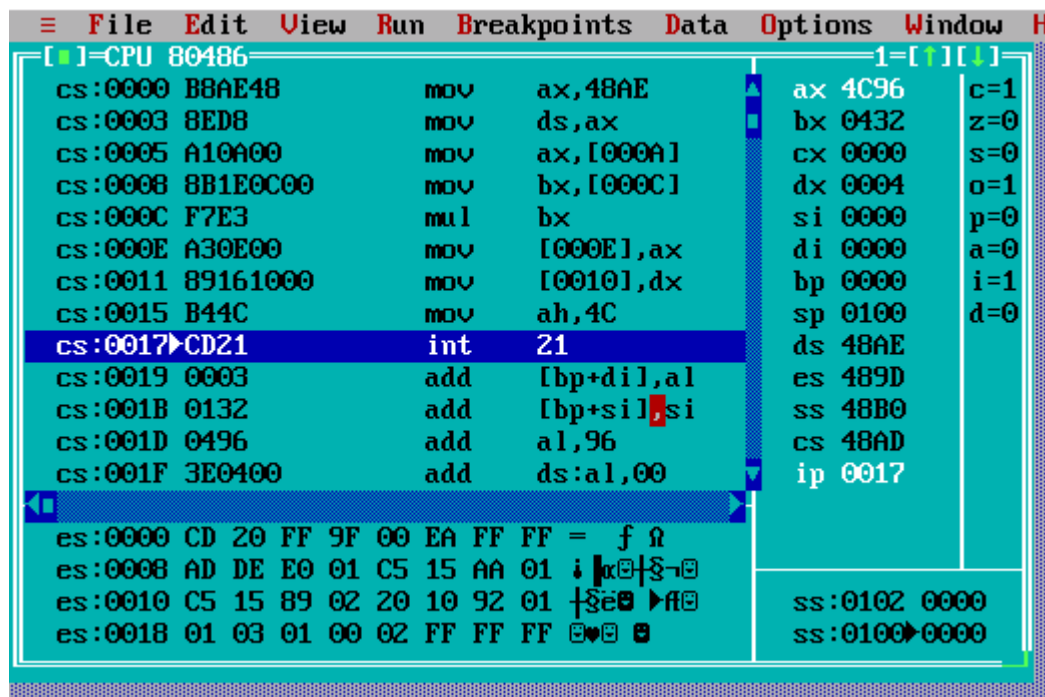 ≡ File Edit View Run Breakpoints Data Options Window H
[■]=CPU 80486 1=[↑][↓]
cs:0000 B8AE48 mov ax,48AE ax 4C96 c=1
cs:0003 8ED8 mov ds,ax bx 0432 z=0
cs:0005 A10A00 mov ax,[000A] cx 0000 s=0
cs:0008 8B1E0C00 mov bx,[000C] dx 0004 o=1
cs:000C F7E3 mul bx si 0000 p=0
cs:000E A30E00 mov [000E],ax di 0000 a=0
cs:0011 89161000 mov [0010],dx bp 0000 i=1
cs:0015 B44C mov ah,4C sp 0100 d=0
cs:0017►CD21 int 21 ds 48AE
cs:0019 0003 add [bp+di],al es 489D
cs:001B 0132 add [bp+si],si ss 48B0
cs:001D 0496 add al,96 cs 48AD
cs:001F 3E0400 add ds:al,00 ip 0017
es:0000 CD 20 FF 9F 00 EA FF FF = ƒ Ω
es:0008 AD DE E0 01 C5 15 AA 01 ¡▐α☺┼§¬☺
es:0010 C5 15 89 02 20 10 92 01 ┼§ë☻ ►Æ☺ ss:0102 0000
es:0018 01 03 01 00 02 FF FF FF ☺♥☺ ☻ ss:0100►0000